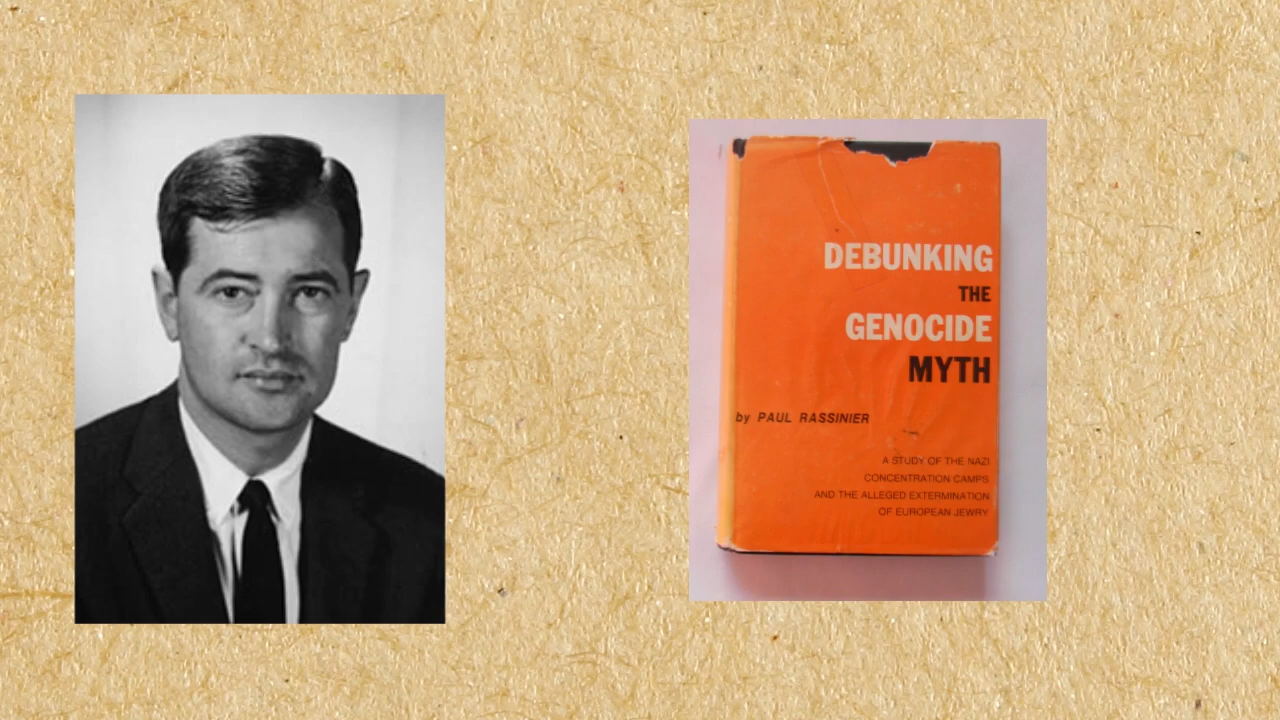 DEBUNKING
THE
GENOCIDE
MYTH
by PAUL RASSINIER
A STUDY OF THE NAZI
CONCENTRATION CAMPS
AND THE ALLEGED EXTERMINATION
OF EUROPEAN JEWRY